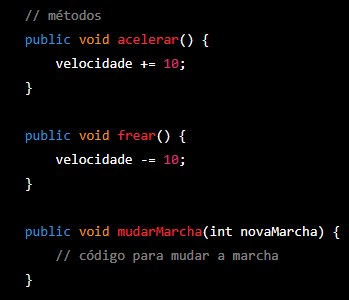 // métodos
public void acelerar() {
velocidade += 10;
}
public void frear() {
velocidade -= 10;
}
public void mudarMarcha(int novaMarcha) {
// código para mudar a marcha
}